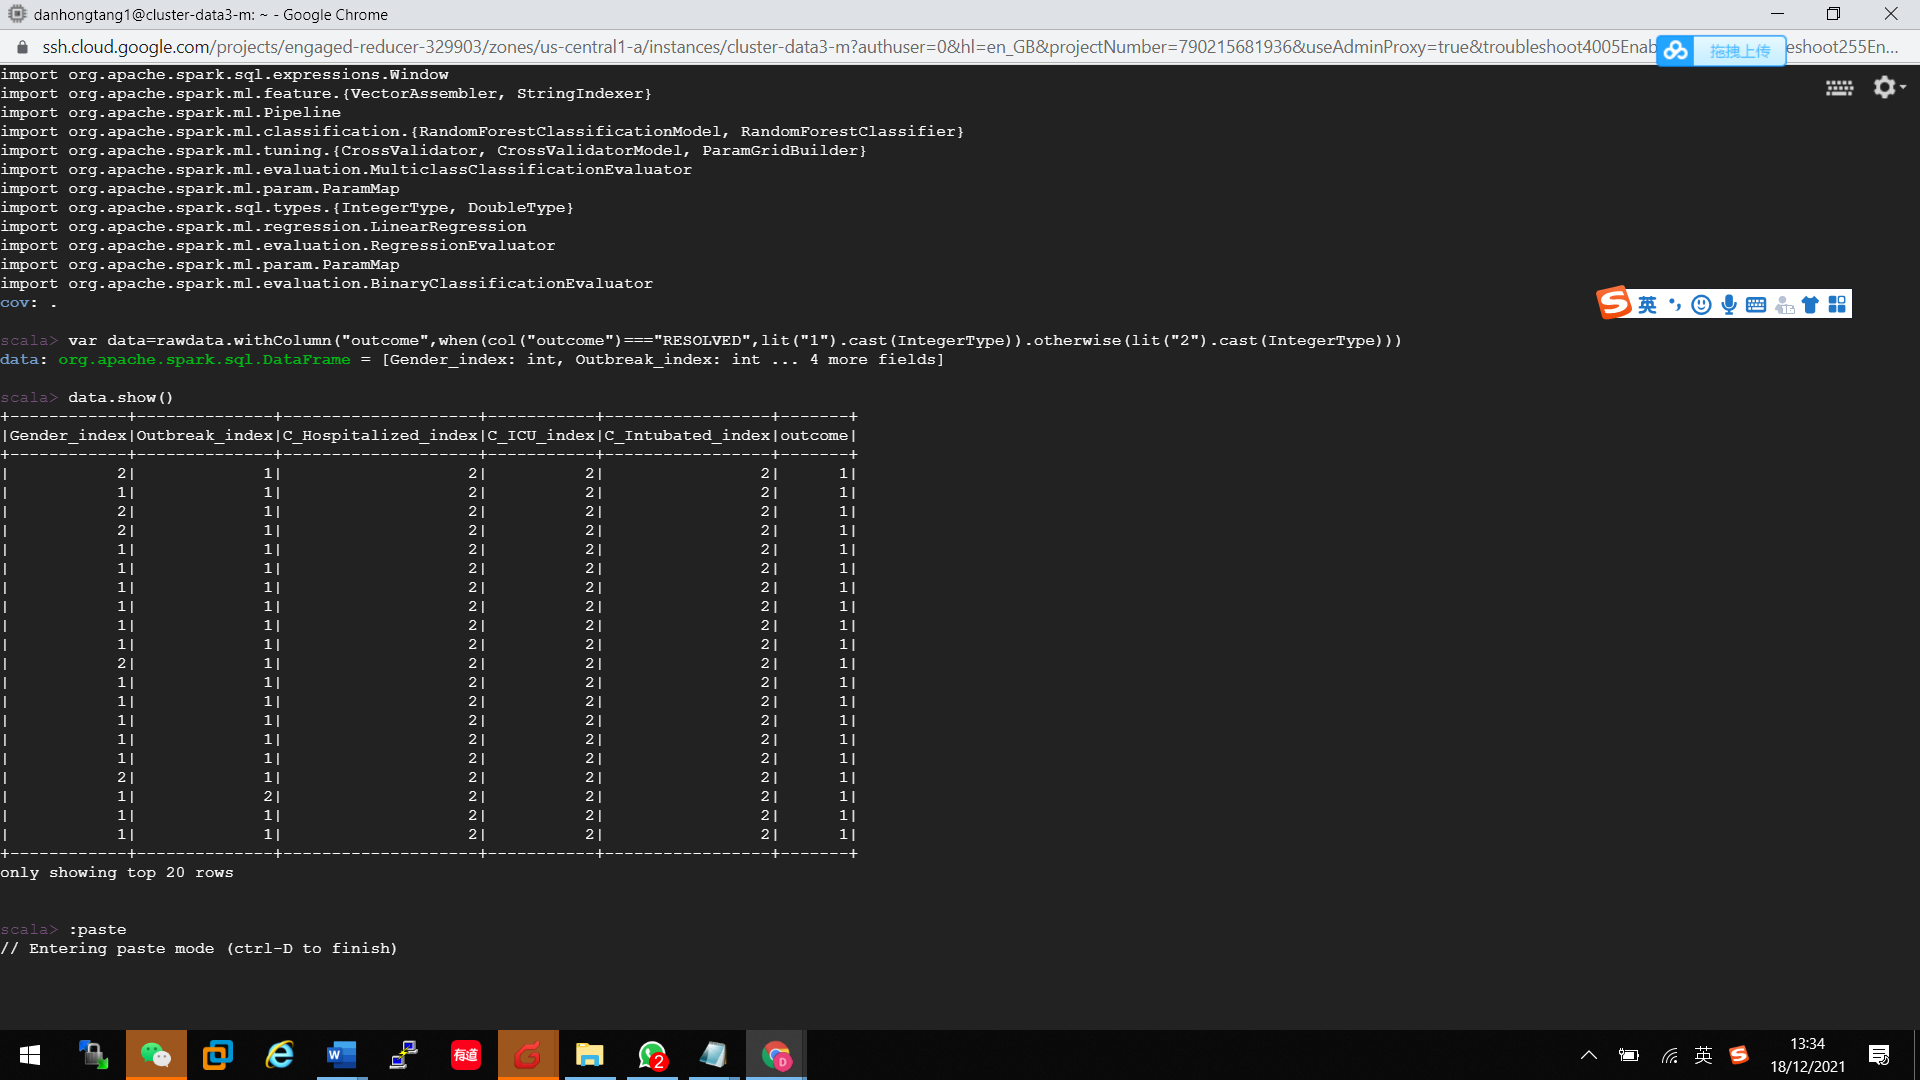 danhongtang1@cluster-data3-m: ~ - Google Chrome
ssh.cloud.google.com/projects/engaged-reducer-329903/zones/us-central1-a/instances/cluster-data3-m?authuser=0&hl=en_GB&projectNumber=790215681936&useAdminProxy=true&troubleshoot4005Enab 拖拽上传 eshoot255En...
import org.apache.spark.sql.expressions.Window
import org.apache.spark.ml.feature.{VectorAssembler, StringIndexer}
import org.apache.spark.ml.Pipeline
import org.apache.spark.ml.classification.{RandomForestClassificationModel, RandomForestClassifier}
import org.apache.spark.ml.tuning.{CrossValidator, CrossValidatorModel, ParamGridBuilder}
import org.apache.spark.ml.evaluation.MulticlassClassificationEvaluator
import org.apache.spark.ml.param.ParamMap
import org.apache.spark.sql.types.{IntegerType, DoubleType}
import org.apache.spark.ml.regression.LinearRegression
import org.apache.spark.ml.evaluation.RegressionEvaluator
import org.apache.spark.ml.param.ParamMap
import org.apache.spark.ml.evaluation.BinaryClassificationEvaluator
cov: .
英
scala> var data=rawdata.withColumn("outcome",when(col("outcome")==="RESOLVED",lit("1").cast(IntegerType)).otherwise(lit("2").cast(IntegerType)))
data: org.apache.spark.sql.DataFrame = [Gender_index: int, Outbreak_index: int ... 4 more fields]
scala> data.show()
+------------+--------------+--------------------+-----------+-----------------+-------+
|Gender_index|Outbreak_index|C_Hospitalized_index|C_ICU_index|C_Intubated_index|outcome|
+------------+--------------+--------------------+-----------+-----------------+-------+
|           2|             1|                   2|          2|                2|      1|
|           1|             1|                   2|          2|                2|      1|
|           2|             1|                   2|          2|                2|      1|
|           2|             1|                   2|          2|                2|      1|
|           1|             1|                   2|          2|                2|      1|
|           1|             1|                   2|          2|                2|      1|
|           1|             1|                   2|          2|                2|      1|
|           1|             1|                   2|          2|                2|      1|
|           1|             1|                   2|          2|                2|      1|
|           1|             1|                   2|          2|                2|      1|
|           2|             1|                   2|          2|                2|      1|
|           1|             1|                   2|          2|                2|      1|
|           1|             1|                   2|          2|                2|      1|
|           1|             1|                   2|          2|                2|      1|
|           1|             1|                   2|          2|                2|      1|
|           1|             1|                   2|          2|                2|      1|
|           2|             1|                   2|          2|                2|      1|
|           1|             2|                   2|          2|                2|      1|
|           1|             1|                   2|          2|                2|      1|
|           1|             1|                   2|          2|                2|      1|
+------------+--------------+--------------------+-----------+-----------------+-------+
only showing top 20 rows
scala> :paste
// Entering paste mode (ctrl-D to finish)
有道
2
D
英
13:34
18/12/2021